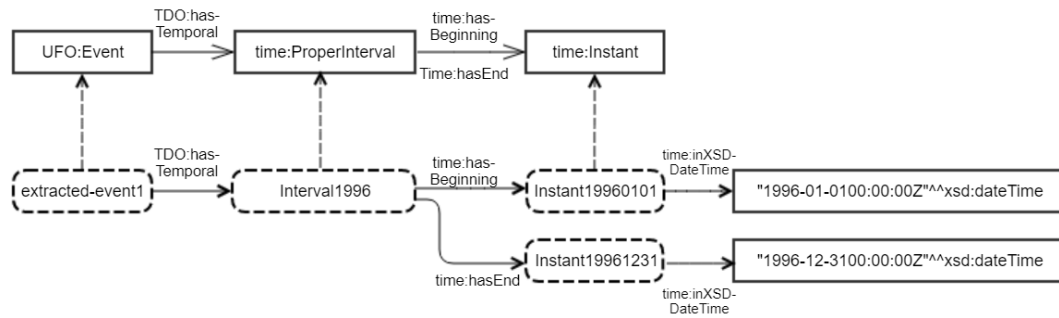 TDO:has-
Temporal
time:has-
Beginning
UFO:Event
time:ProperInterval
time:Instant
Time:hasEnd
TDO:has-
Temporal
time:has-
Beginning
time:inXSD-
DateTime
extracted-event1
Interval1996
Instant19960101
"1996-01-0100:00:00Z"^^xsd:dateTime
Instant19961231
"1996-12-3100:00:00Z"^^xsd:dateTime
time:hasEnd
time:inXSD-
DateTime